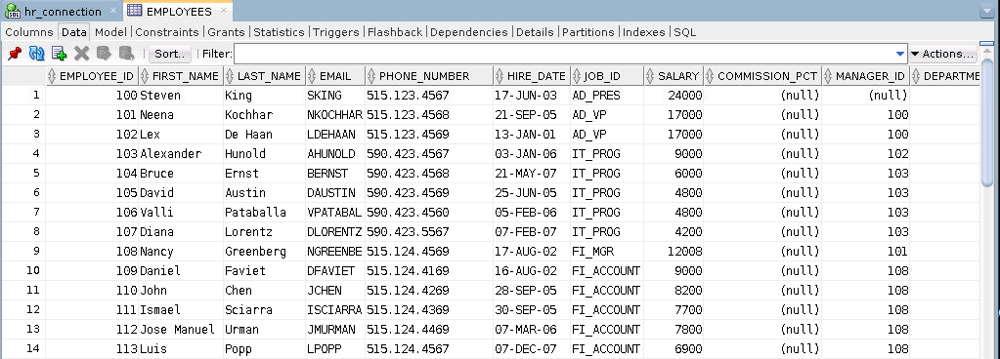 hr_connection EMPLOYEES
Columns Data Model Constraints Grants Statistics Triggers Flashback Dependencies Details Partitions Indexes SQL
Sort.. Filter: Actions...
EMPLOYEE_ID FIRST_NAME LAST_NAME EMAIL PHONE_NUMBER HIRE_DATE JOB_ID SALARY COMMISSION_PCT MANAGER_ID DEPARTME
1 100 Steven King SKING 515.123.4567 17-JUN-03 AD_PRES 24000 (null) (null)
2 101 Neena Kochhar NKOCHHAR 515.123.4568 21-SEP-05 AD_VP 17000 (null) 100
3 102 Lex De Haan LDEHAAN 515.123.4569 13-JAN-01 AD_VP 17000 (null) 100
4 103 Alexander Hunold AHUNOLD 590.423.4567 03-JAN-06 IT_PROG 9000 (null) 102
5 104 Bruce Ernst BERNST 590.423.4568 21-MAY-07 IT_PROG 6000 (null) 103
6 105 David Austin DAUSTIN 590.423.4569 25-JUN-05 IT_PROG 4800 (null) 103
7 106 Valli Pataballa VPATABAL 590.423.4560 05-FEB-06 IT_PROG 4800 (null) 103
8 107 Diana Lorentz DLORENTZ 590.423.5567 07-FEB-07 IT_PROG 4200 (null) 103
9 108 Nancy Greenberg NGREENBE 515.124.4569 17-AUG-02 FI_MGR 12008 (null) 101
10 109 Daniel Faviet DFAVIET 515.124.4169 16-AUG-02 FI_ACCOUNT 9000 (null) 108
11 110 John Chen JCHEN 515.124.4269 28-SEP-05 FI_ACCOUNT 8200 (null) 108
12 111 Ismael Sciarra ISCIARRA 515.124.4369 30-SEP-05 FI_ACCOUNT 7700 (null) 108
13 112 Jose Manuel Urman JMURMAN 515.124.4469 07-MAR-06 FI_ACCOUNT 7800 (null) 108
14 113 Luis Popp LPOPP 515.124.4567 07-DEC-07 FI_ACCOUNT 6900 (null) 108